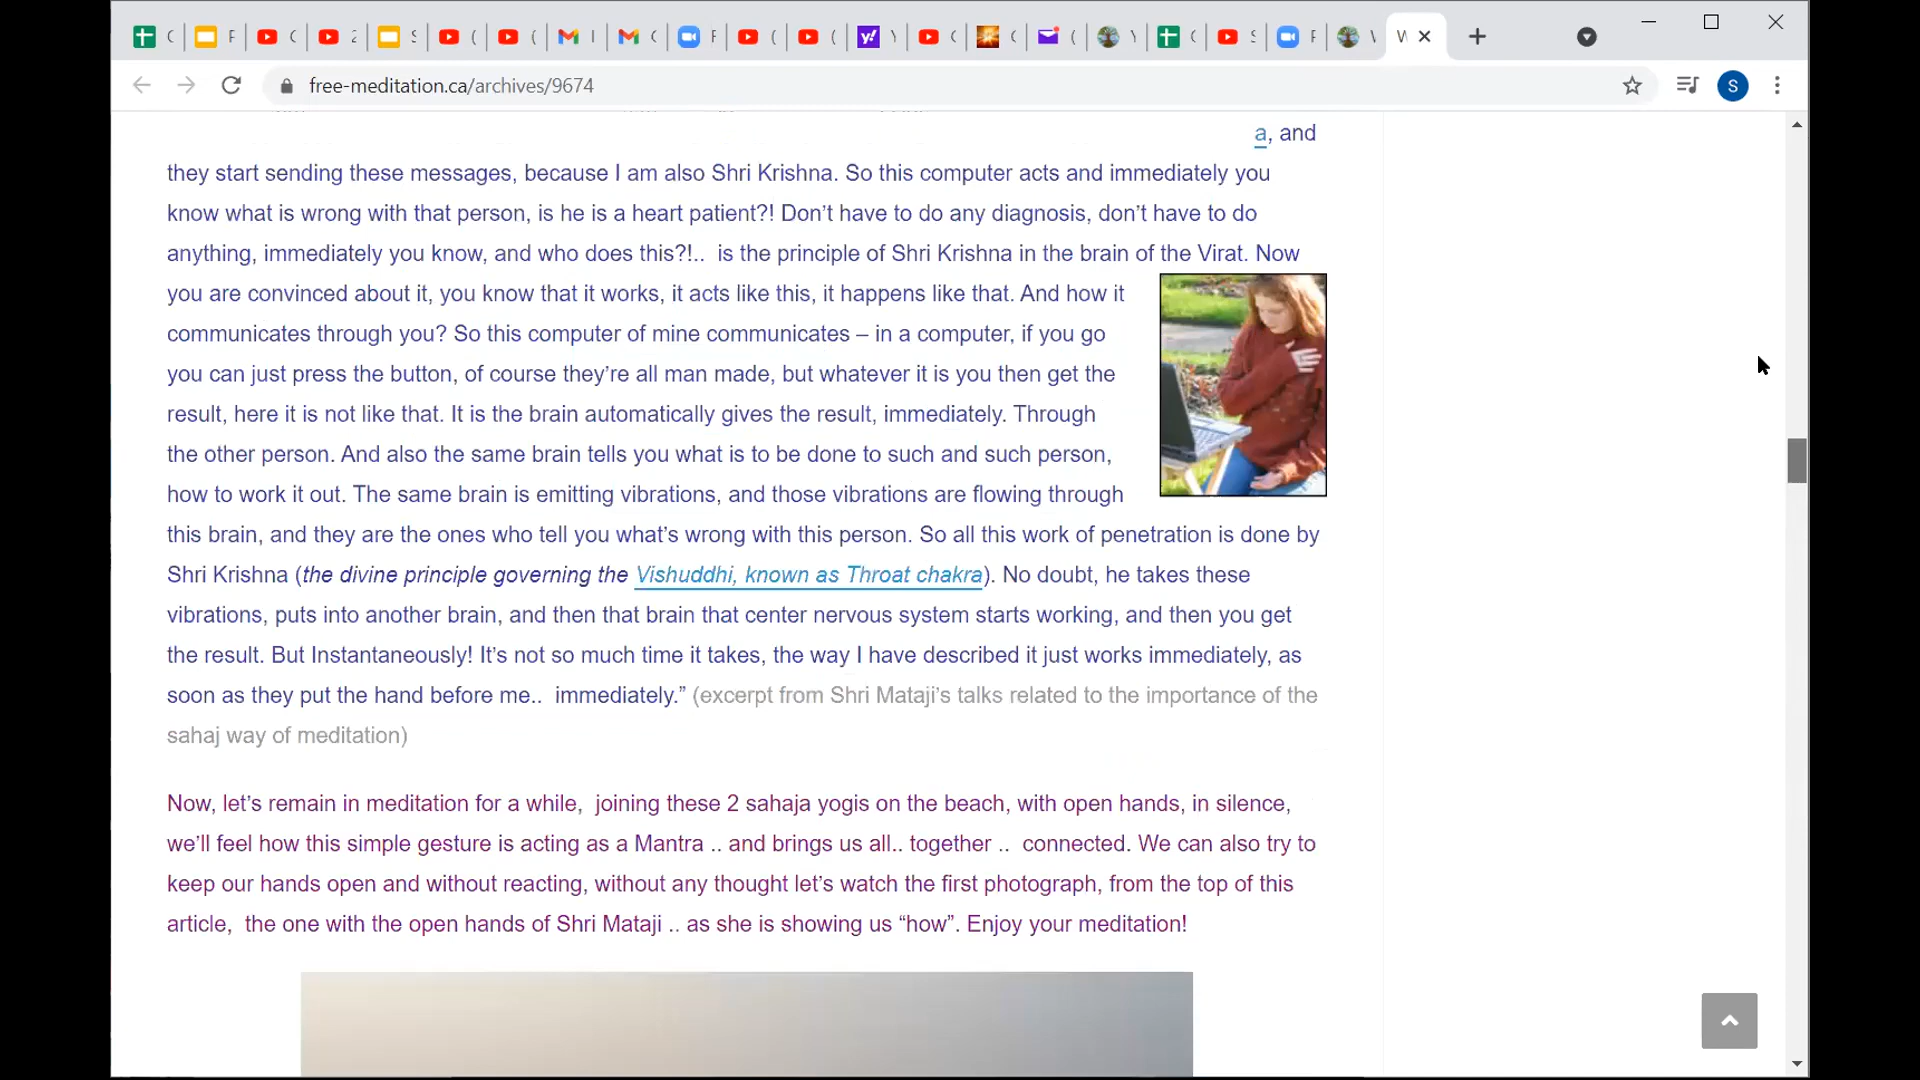 free-meditation.ca/archives/9674
S
a, and
they start sending these messages, because I am also Shri Krishna. So this computer acts and immediately you
know what is wrong with that person, is he is a heart patient?! Don’t have to do any diagnosis, don’t have to do
anything, immediately you know, and who does this?!..  is the principle of Shri Krishna in the brain of the Virat. Now
you are convinced about it, you know that it works, it acts like this, it happens like that. And how it
communicates through you? So this computer of mine communicates – in a computer, if you go
you can just press the button, of course they’re all man made, but whatever it is you then get the
result, here it is not like that. It is the brain automatically gives the result, immediately. Through
the other person. And also the same brain tells you what is to be done to such and such person,
how to work it out. The same brain is emitting vibrations, and those vibrations are flowing through
this brain, and they are the ones who tell you what’s wrong with this person. So all this work of penetration is done by
Shri Krishna (the divine principle governing the Vishuddhi, known as Throat chakra). No doubt, he takes these
vibrations, puts into another brain, and then that brain that center nervous system starts working, and then you get
the result. But Instantaneously! It’s not so much time it takes, the way I have described it just works immediately, as
soon as they put the hand before me..  immediately.” (excerpt from Shri Mataji’s talks related to the importance of the
sahaj way of meditation)
Now, let’s remain in meditation for a while,  joining these 2 sahaja yogis on the beach, with open hands, in silence,
we’ll feel how this simple gesture is acting as a Mantra .. and brings us all.. together ..  connected. We can also try to
keep our hands open and without reacting, without any thought let’s watch the first photograph, from the top of this
article,  the one with the open hands of Shri Mataji .. as she is showing us “how”. Enjoy your meditation!